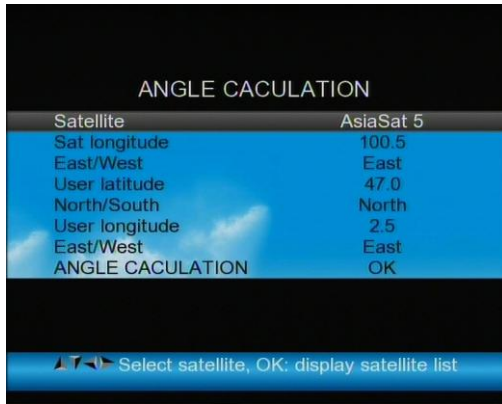 ANGLE CACULATION
Satellite AsiaSat 5
Sat longitude 100.5
East/West East
User latitude 47.0
North/South North
User longitude 2.5
East/West East
ANGLE CACULATION OK
Select satellite, OK: display satellite list